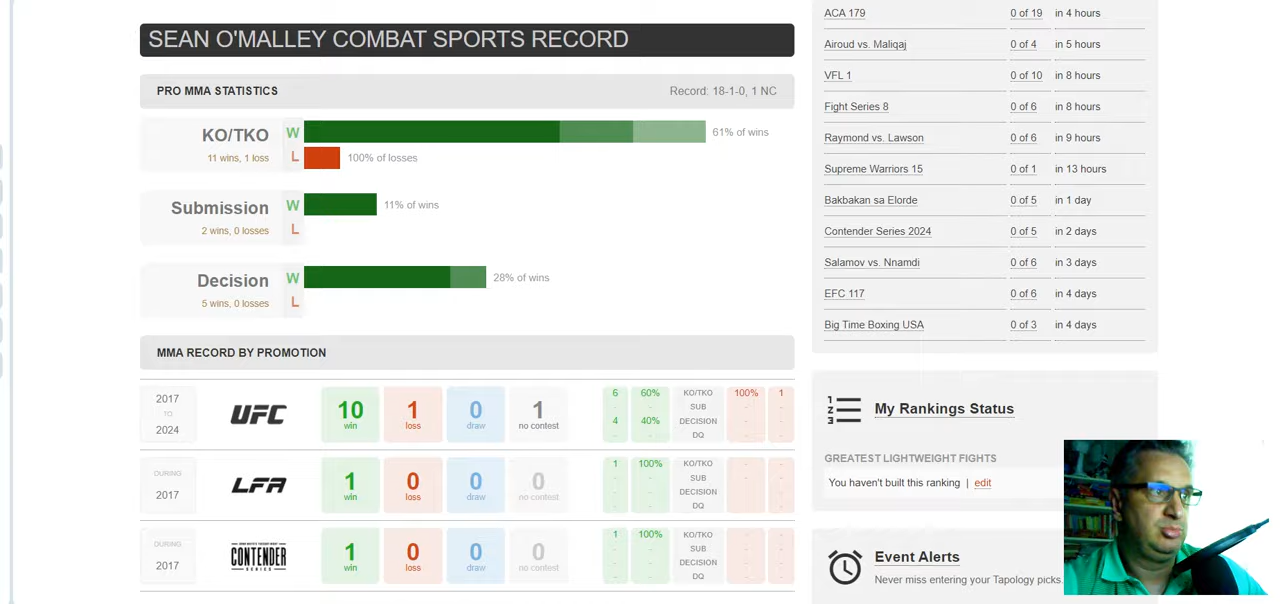 SEAN O'MALLEY COMBAT SPORTS RECORD
PRO MMA STATISTICS
Record: 18-1-0, 1 NC
KO/TKO
11 wins, 1 loss
W
61% of wins
L
100% of losses
Submission
2 wins, 0 losses
W
11% of wins
L
Decision
5 wins, 0 losses
W
28% of wins
L
MMA RECORD BY PROMOTION
2017
TO
2024
UFC
10
win
1
loss
0
draw
1
no contest
6 60% KO/TKO 100% 1
- - SUB - -
4 40% DECISION - -
- - DQ - -
DURING
2017
LFA
1
win
0
loss
0
draw
0
no contest
1 100% KO/TKO - -
- - SUB - -
- - DECISION - -
- - DQ - -
DURING
2017
CONTENDER
SERIES
1
win
0
loss
0
draw
0
no contest
1 100% KO/TKO - -
- - SUB - -
- - DECISION - -
- - DQ - -
ACA 179 0 of 19 in 4 hours
Airoud vs. Maliqaj 0 of 4 in 5 hours
VFL 1 0 of 10 in 8 hours
Fight Series 8 0 of 6 in 8 hours
Raymond vs. Lawson 0 of 6 in 9 hours
Supreme Warriors 15 0 of 1 in 13 hours
Bakbakan sa Elorde 0 of 5 in 1 day
Contender Series 2024 0 of 5 in 2 days
Salamov vs. Nnamdi 0 of 6 in 3 days
EFC 117 0 of 6 in 4 days
Big Time Boxing USA 0 of 3 in 4 days
1
2
3
My Rankings Status
GREATEST LIGHTWEIGHT FIGHTS
You haven't built this ranking | edit
Event Alerts
Never miss entering your Tapology picks.